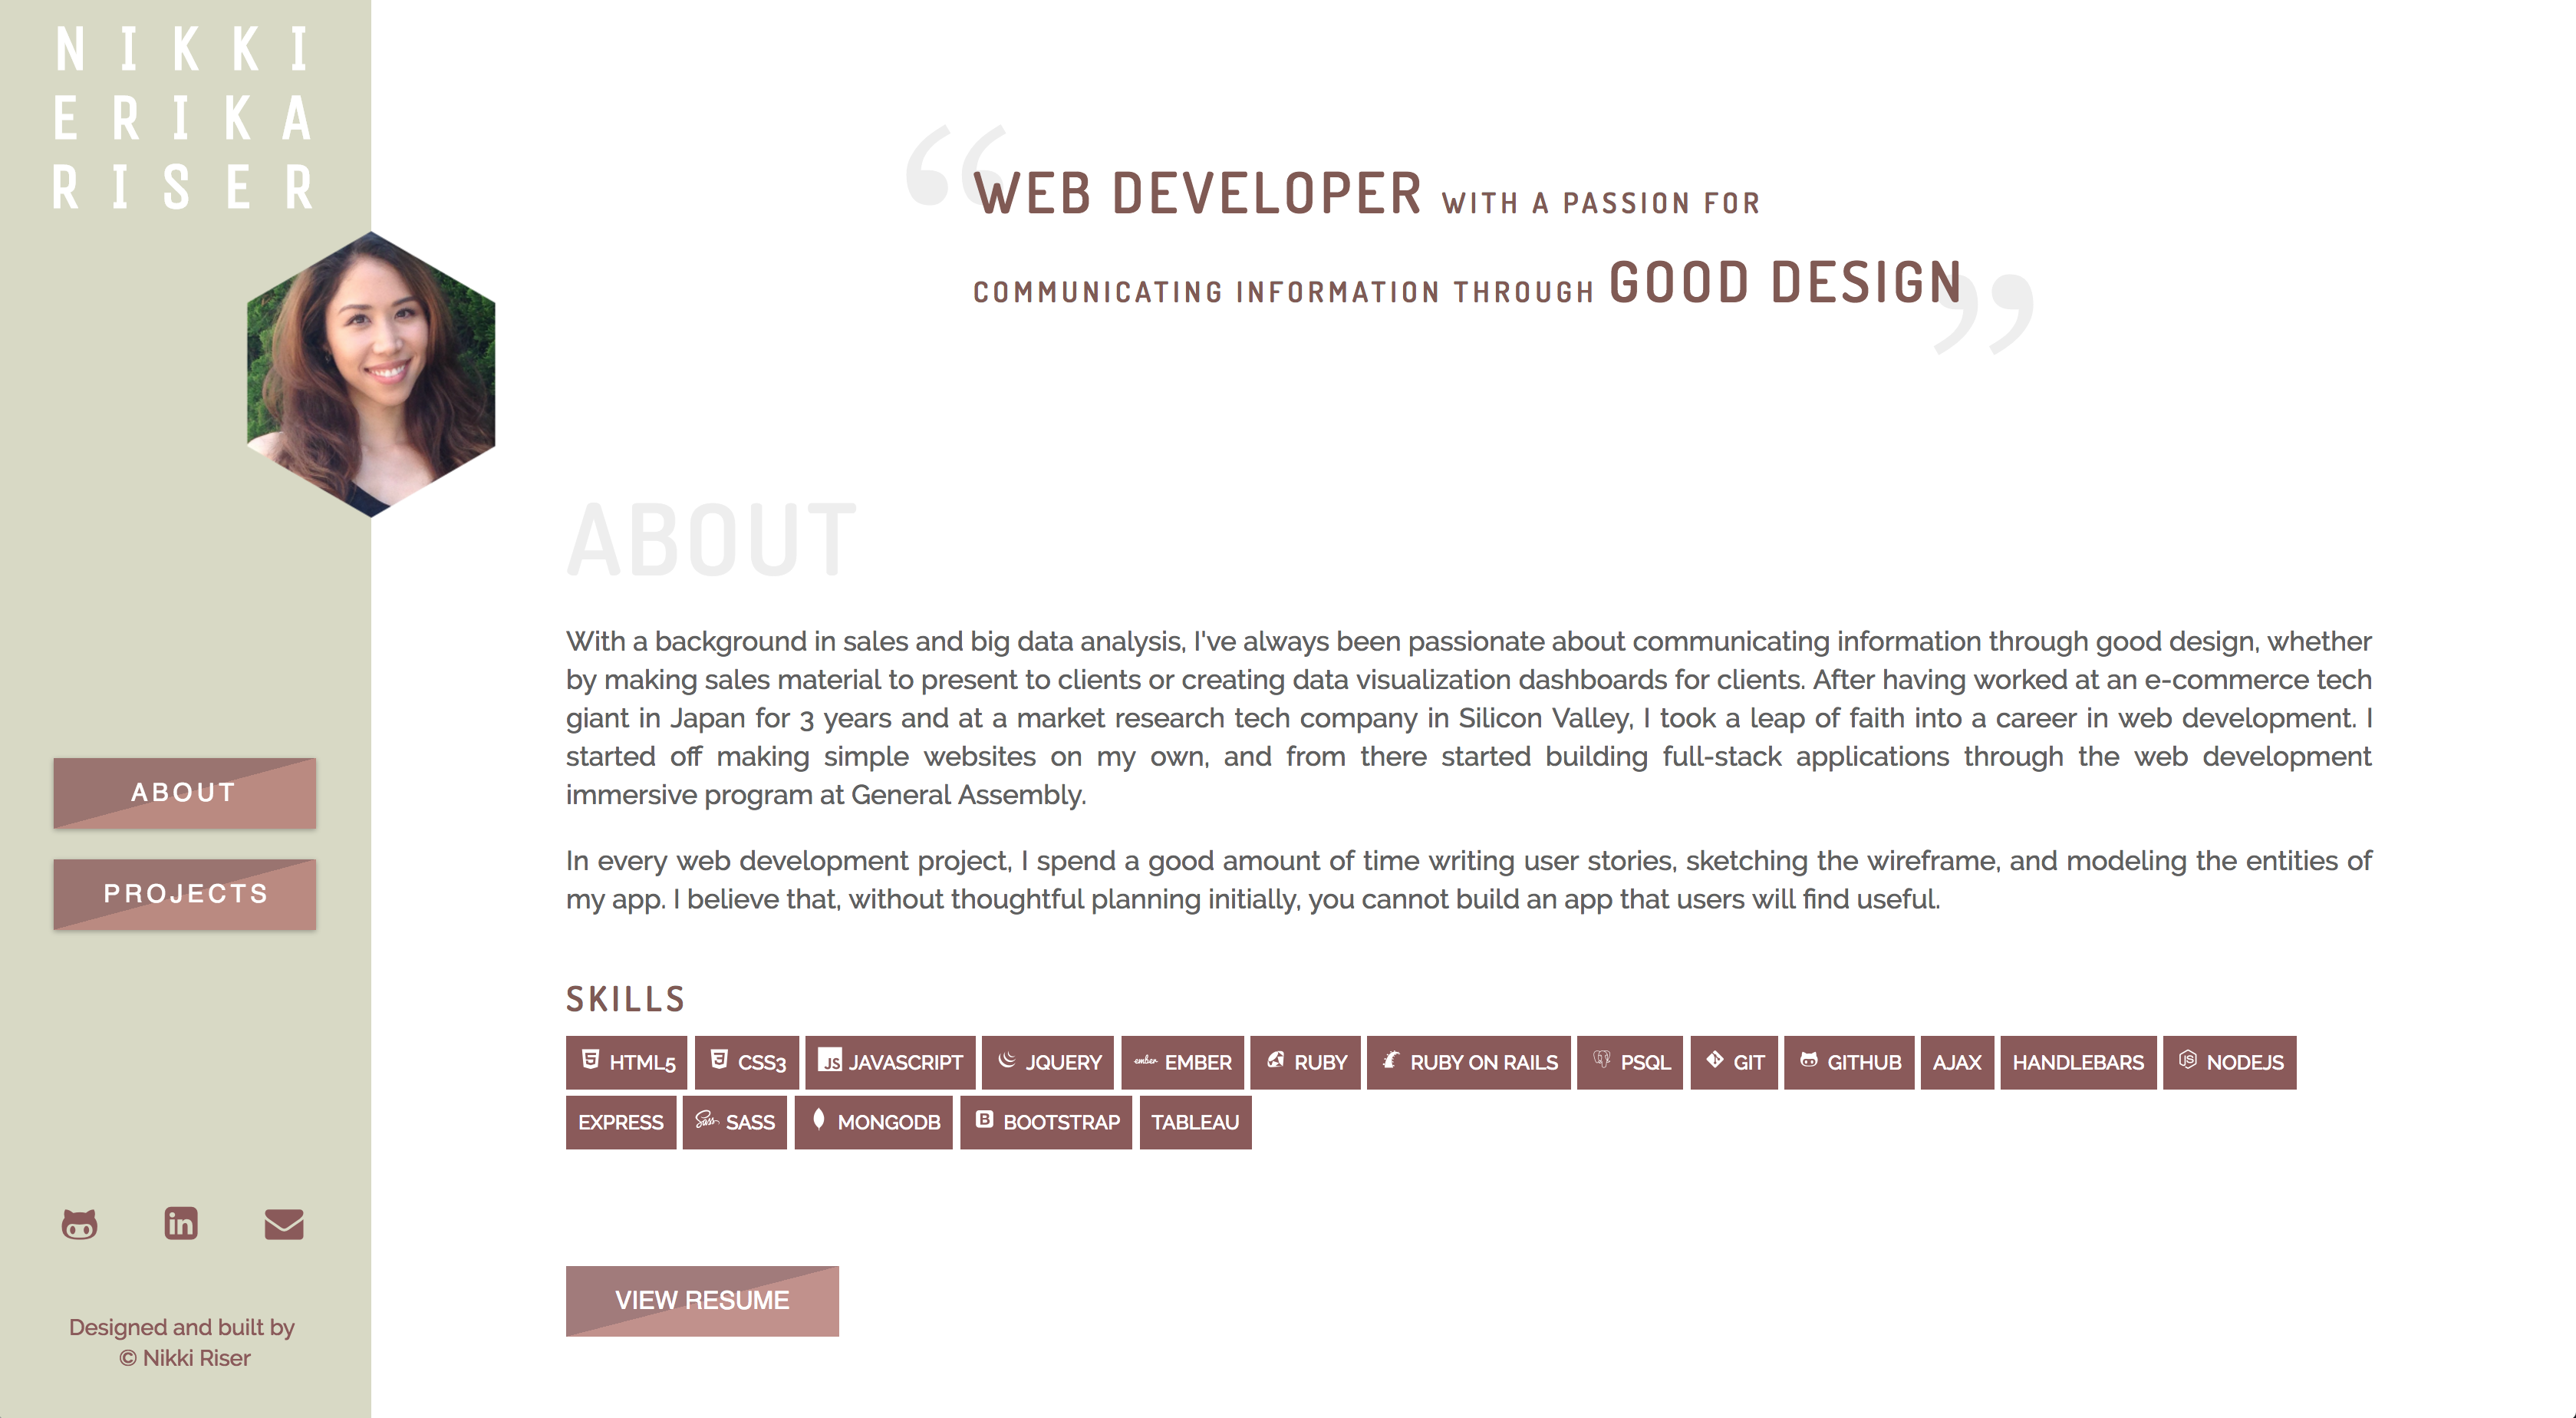 NIKKI
ERIKA
RISER
“
WEB DEVELOPER WITH A PASSION FOR
COMMUNICATING INFORMATION THROUGH GOOD DESIGN
”
ABOUT
With a background in sales and big data analysis, I've always been passionate about communicating information through good design, whether
by making sales material to present to clients or creating data visualization dashboards for clients. After having worked at an e-commerce tech
giant in Japan for 3 years and at a market research tech company in Silicon Valley, I took a leap of faith into a career in web development. I
started off making simple websites on my own, and from there started building full-stack applications through the web development
immersive program at General Assembly.
In every web development project, I spend a good amount of time writing user stories, sketching the wireframe, and modeling the entities of
my app. I believe that, without thoughtful planning initially, you cannot build an app that users will find useful.
SKILLS
HTML5 CSS3 JS JAVASCRIPT JQUERY ember EMBER RUBY RUBY ON RAILS PSQL GIT GITHUB AJAX HANDLEBARS JS NODEJS
EXPRESS Sass SASS MONGODB B BOOTSTRAP TABLEAU
VIEW RESUME
ABOUT
PROJECTS
in
Designed and built by
© Nikki Riser